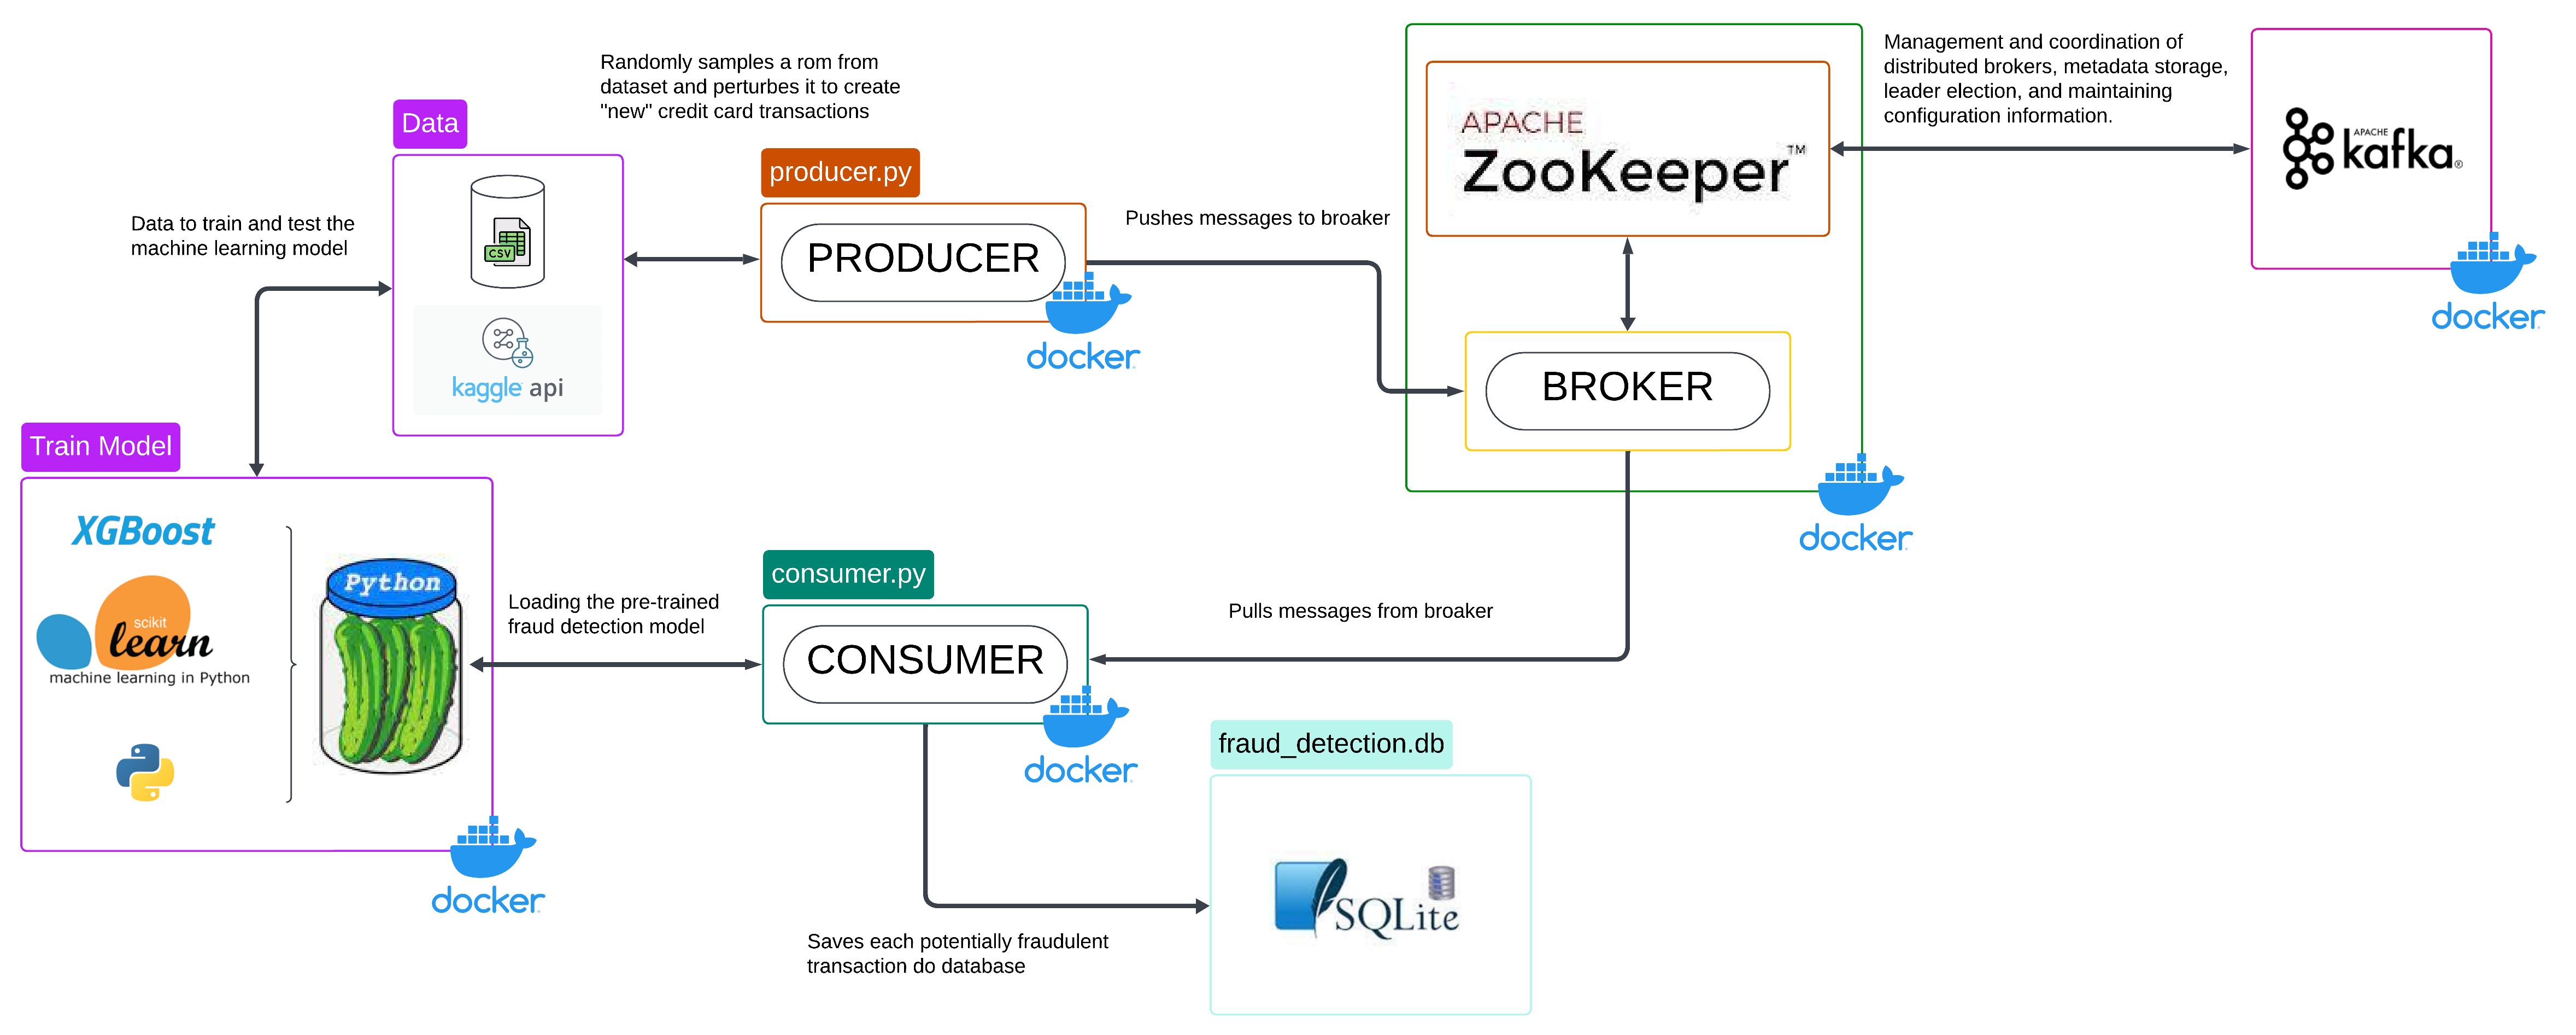 Randomly samples a rom from
dataset and perturbes it to create
"new" credit card transactions
Management and coordination of
distributed brokers, metadata storage,
leader election, and maintaining
configuration information.
Data
producer.py
APACHE
ZooKeeper™
APACHE
kafka®
Data to train and test the
machine learning model
CSV
PRODUCER
Pushes messages to broaker
docker
docker
kaggle api
BROKER
docker
Train Model
XGBoost
scikit
learn
machine learning in Python
Python
Loading the pre-trained
fraud detection model
consumer.py
CONSUMER
Pulls messages from broaker
docker
docker
fraud_detection.db
SQLite
Saves each potentially fraudulent
transaction do database